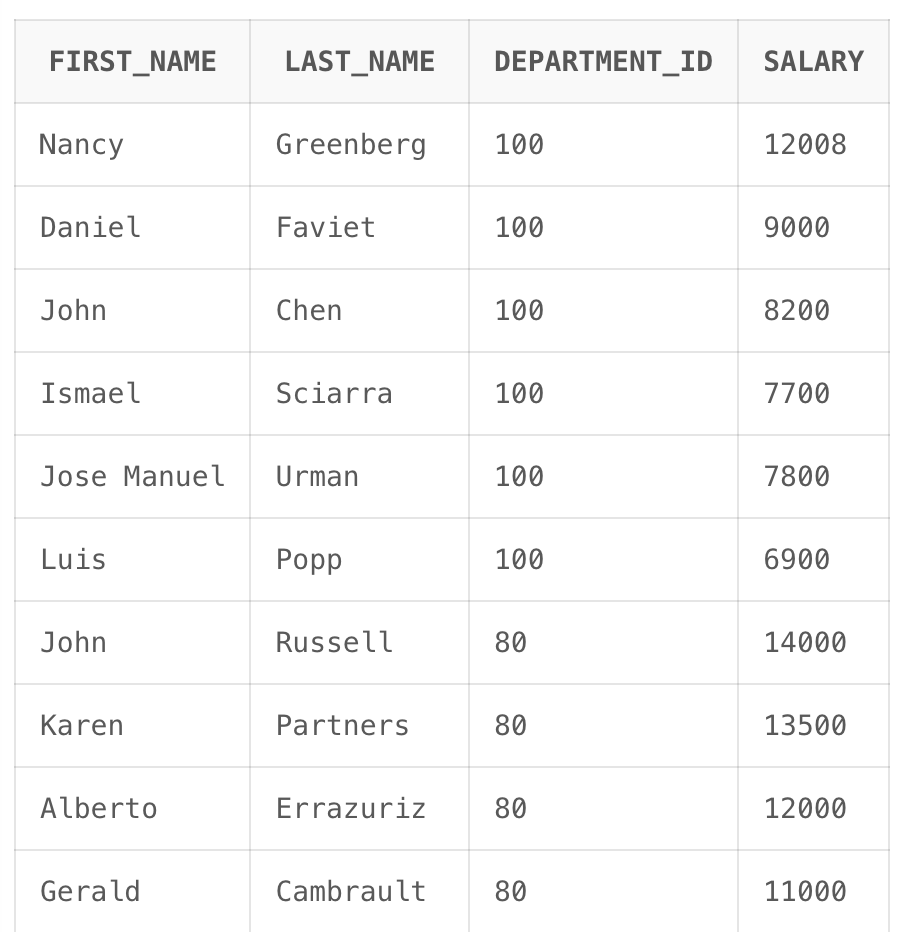 FIRST_NAME LAST_NAME DEPARTMENT_ID SALARY
Nancy Greenberg 100 12008
Daniel Faviet 100 9000
John Chen 100 8200
Ismael Sciarra 100 7700
Jose Manuel Urman 100 7800
Luis Popp 100 6900
John Russell 80 14000
Karen Partners 80 13500
Alberto Errazuriz 80 12000
Gerald Cambrault 80 11000